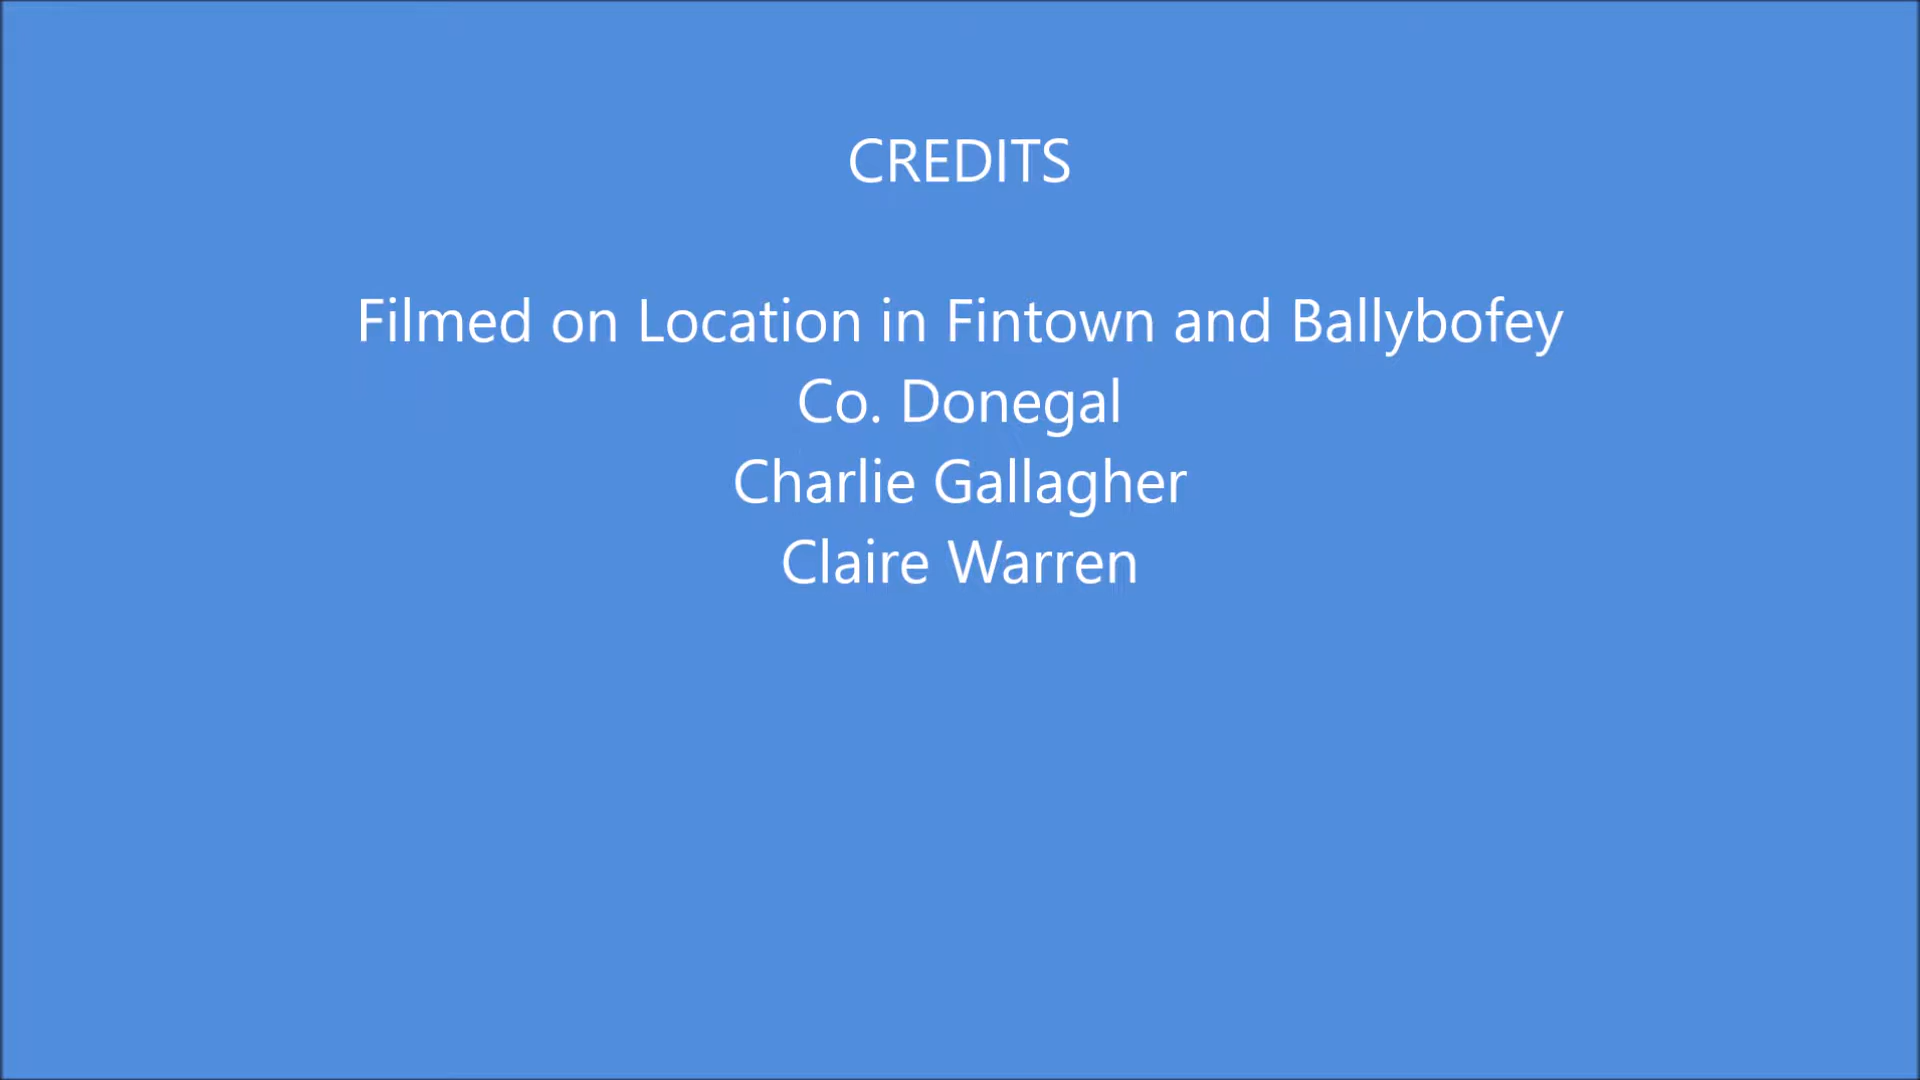 CREDITS
Filmed on Location in Fintown and Ballybofey
Co. Donegal
Charlie Gallagher
Claire Warren